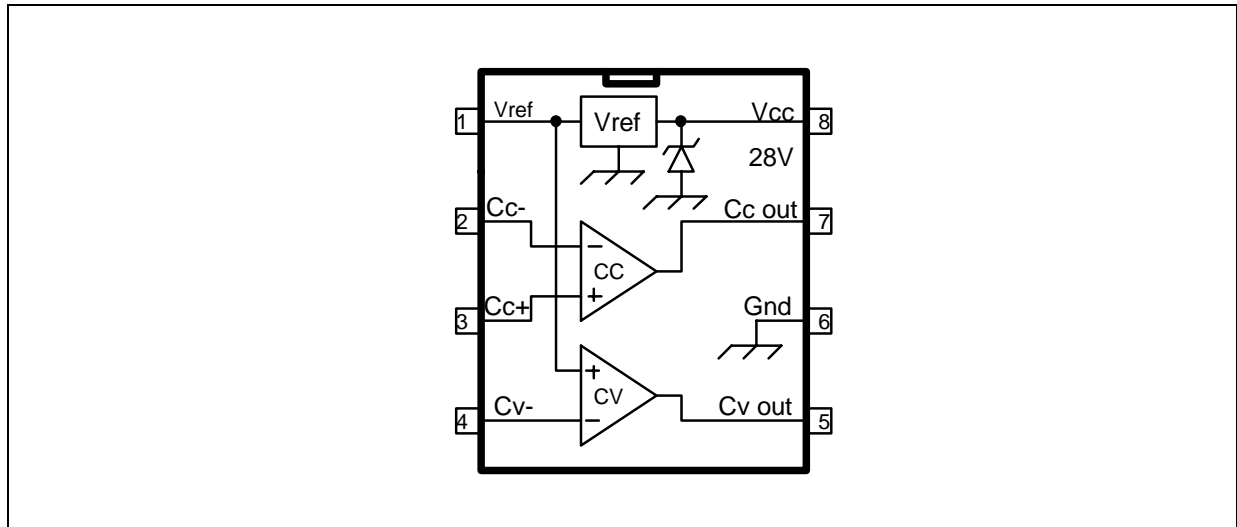 1 Vref Vref Vcc 8
28V
2 Cc- Cc out 7
− CC
+
3 Cc+ Gnd 6
+ CV
−
4 Cv- Cv out 5